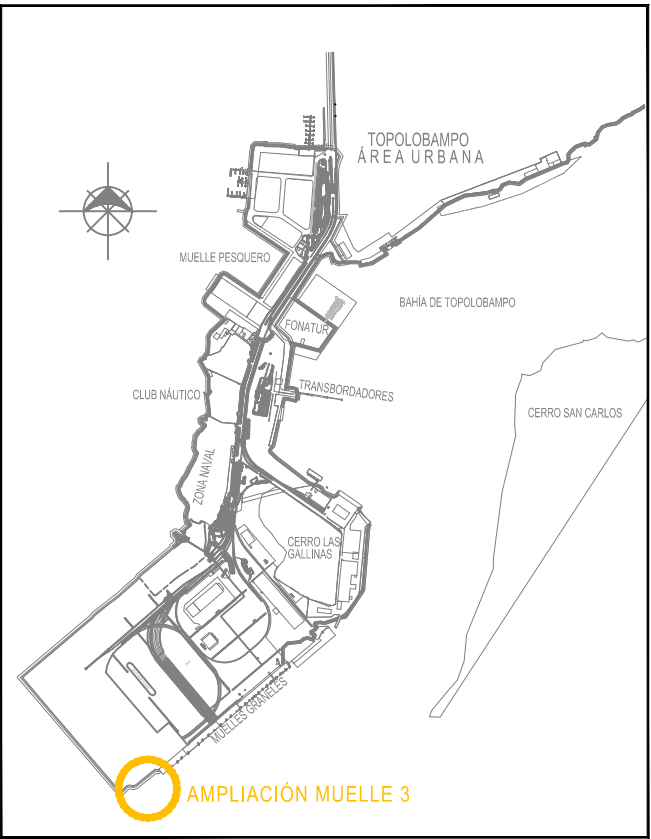 TOPOLOBAMPO
ÁREA URBANA
MUELLE PESQUERO
BAHÍA DE TOPOLOBAMPO
FONATUR
TRANSBORDADORES
CLUB NÁUTICO
CERRO SAN CARLOS
ZONA NAVAL
CERRO LAS
GALLINAS
MUELLES GRANELES
AMPLIACIÓN MUELLE 3